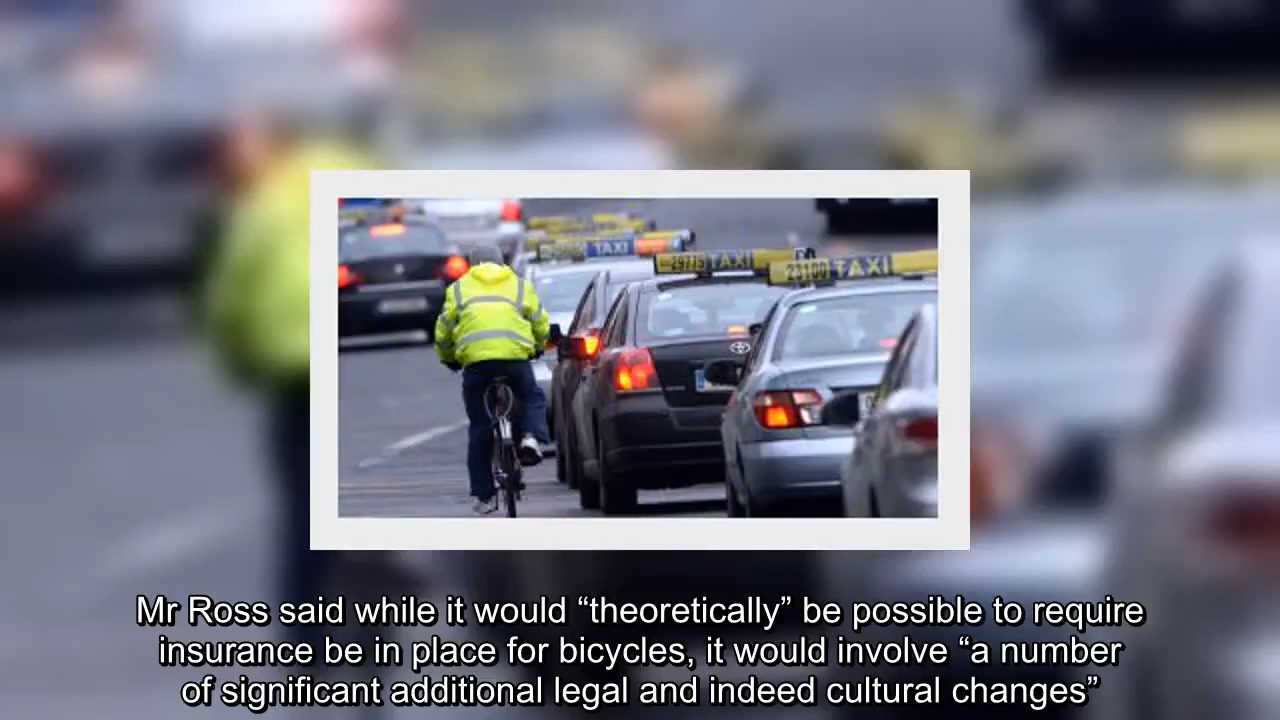 TAXI
29775 TAXI
23100 TAXI
Mr Ross said while it would “theoretically” be possible to require
insurance be in place for bicycles, it would involve “a number
of significant additional legal and indeed cultural changes”